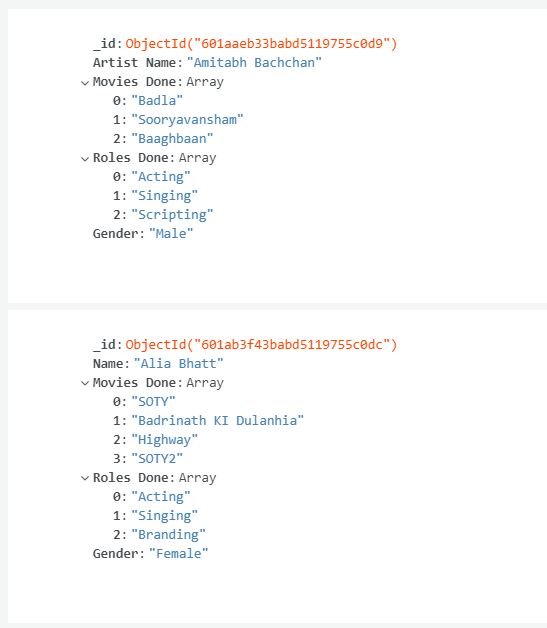 _id: ObjectId("601aaeb33babd5119755c0d9")
Artist Name: "Amitabh Bachchan"
Movies Done: Array
0: "Badla"
1: "Sooryavansham"
2: "Baaghbaan"
Roles Done: Array
0: "Acting"
1: "Singing"
2: "Scripting"
Gender: "Male"
_id: ObjectId("601ab3f43babd5119755c0dc")
Name: "Alia Bhatt"
Movies Done: Array
0: "SOTY"
1: "Badrinath KI Dulanhia"
2: "Highway"
3: "SOTY2"
Roles Done: Array
0: "Acting"
1: "Singing"
2: "Branding"
Gender: "Female"